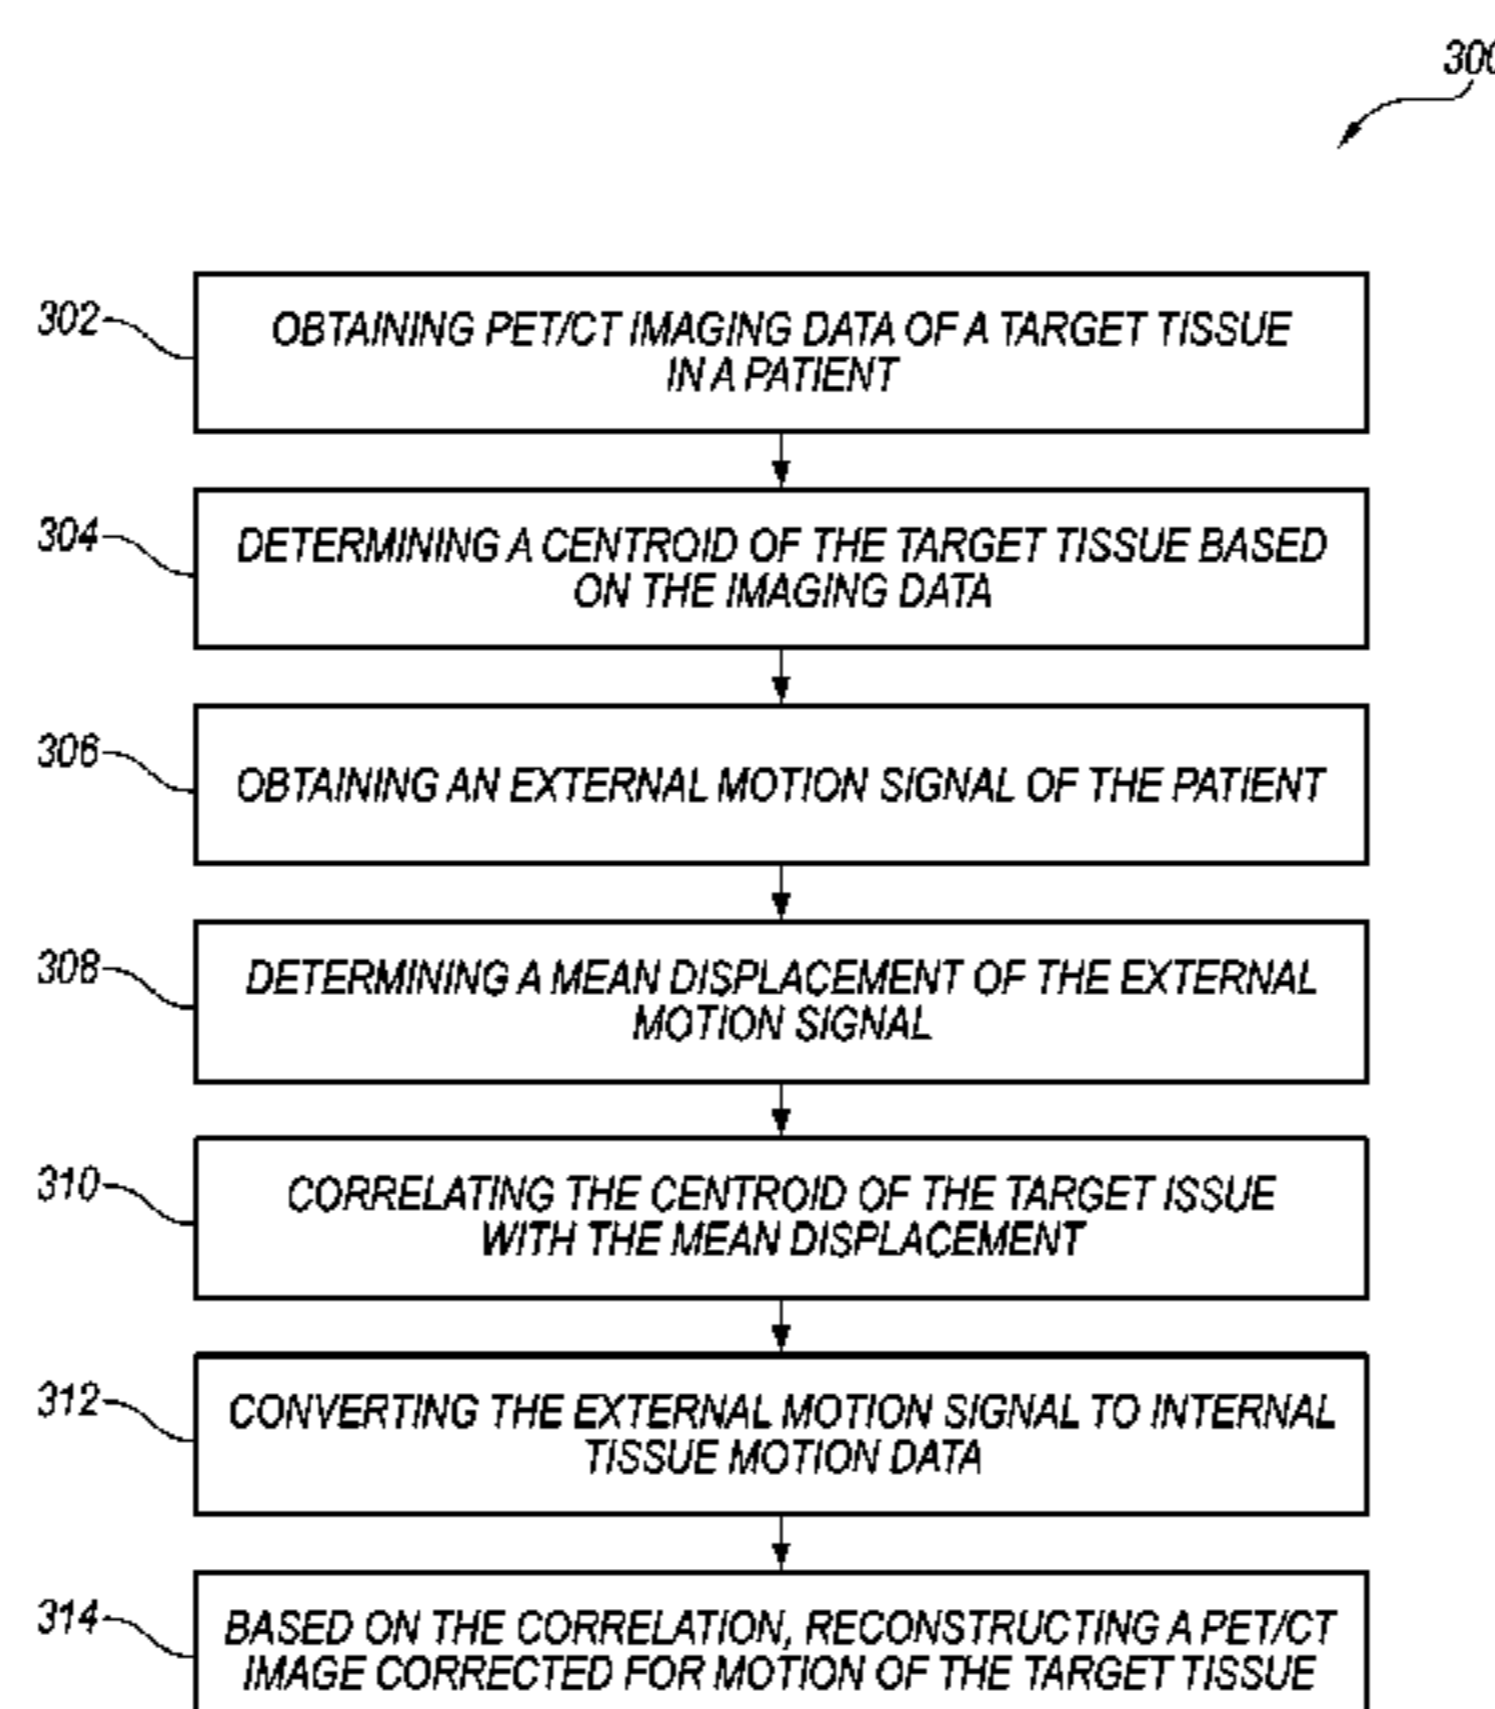 300
302
OBTAINING PET/CT IMAGING DATA OF A TARGET TISSUE
IN A PATIENT
304
DETERMINING A CENTROID OF THE TARGET TISSUE BASED
ON THE IMAGING DATA
306
OBTAINING AN EXTERNAL MOTION SIGNAL OF THE PATIENT
308
DETERMINING A MEAN DISPLACEMENT OF THE EXTERNAL
MOTION SIGNAL
310
CORRELATING THE CENTROID OF THE TARGET ISSUE
WITH THE MEAN DISPLACEMENT
312
CONVERTING THE EXTERNAL MOTION SIGNAL TO INTERNAL
TISSUE MOTION DATA
314
BASED ON THE CORRELATION, RECONSTRUCTING A PET/CT
IMAGE CORRECTED FOR MOTION OF THE TARGET TISSUE